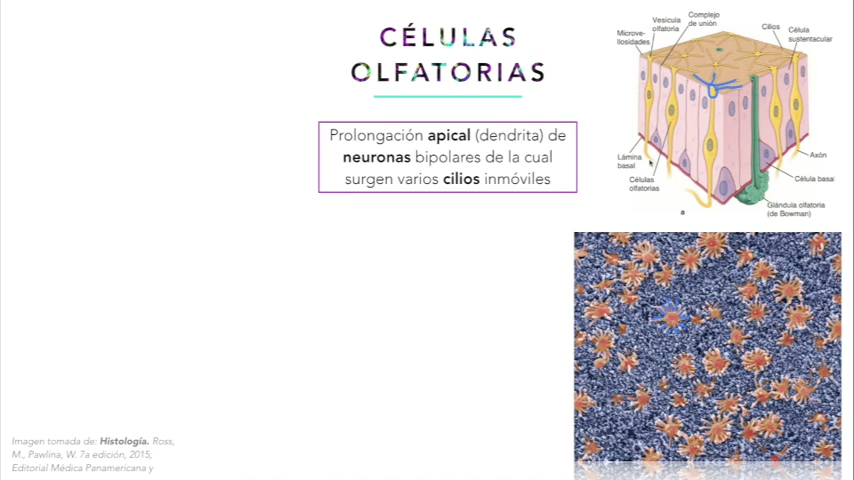 CÉLULAS
OLFATORIAS
Prolongación apical (dendrita) de
neuronas bipolares de la cual
surgen varios cilios inmóviles
Microve-
llosidades
Vesícula
olfatoria
Complejo
de unión
Cilios
Célula
sustentacular
Lámina
basal
Células
olfatorias
Axón
Célula basal
Glándula olfatoria
(de Bowman)
a
Imagen tomada de: Histología. Ross,
M., Pawlina, W. 7a edición, 2015;
Editorial Médica Panamericana y